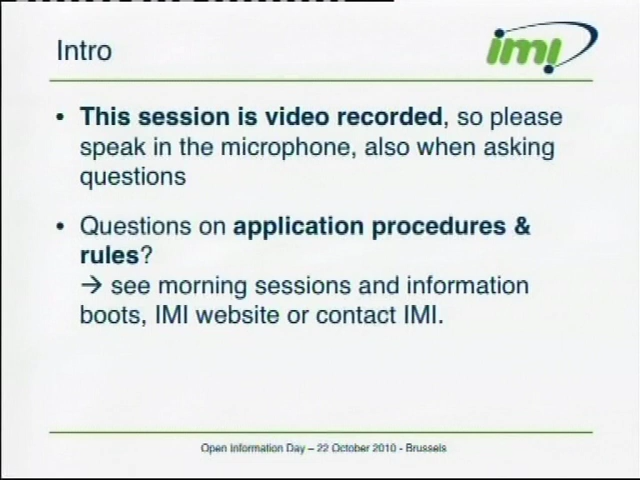 Intro
imi
• This session is video recorded, so please
speak in the microphone, also when asking
questions
• Questions on application procedures &
rules?
→ see morning sessions and information
boots, IMI website or contact IMI.
Open Information Day – 22 October 2010 - Brussels